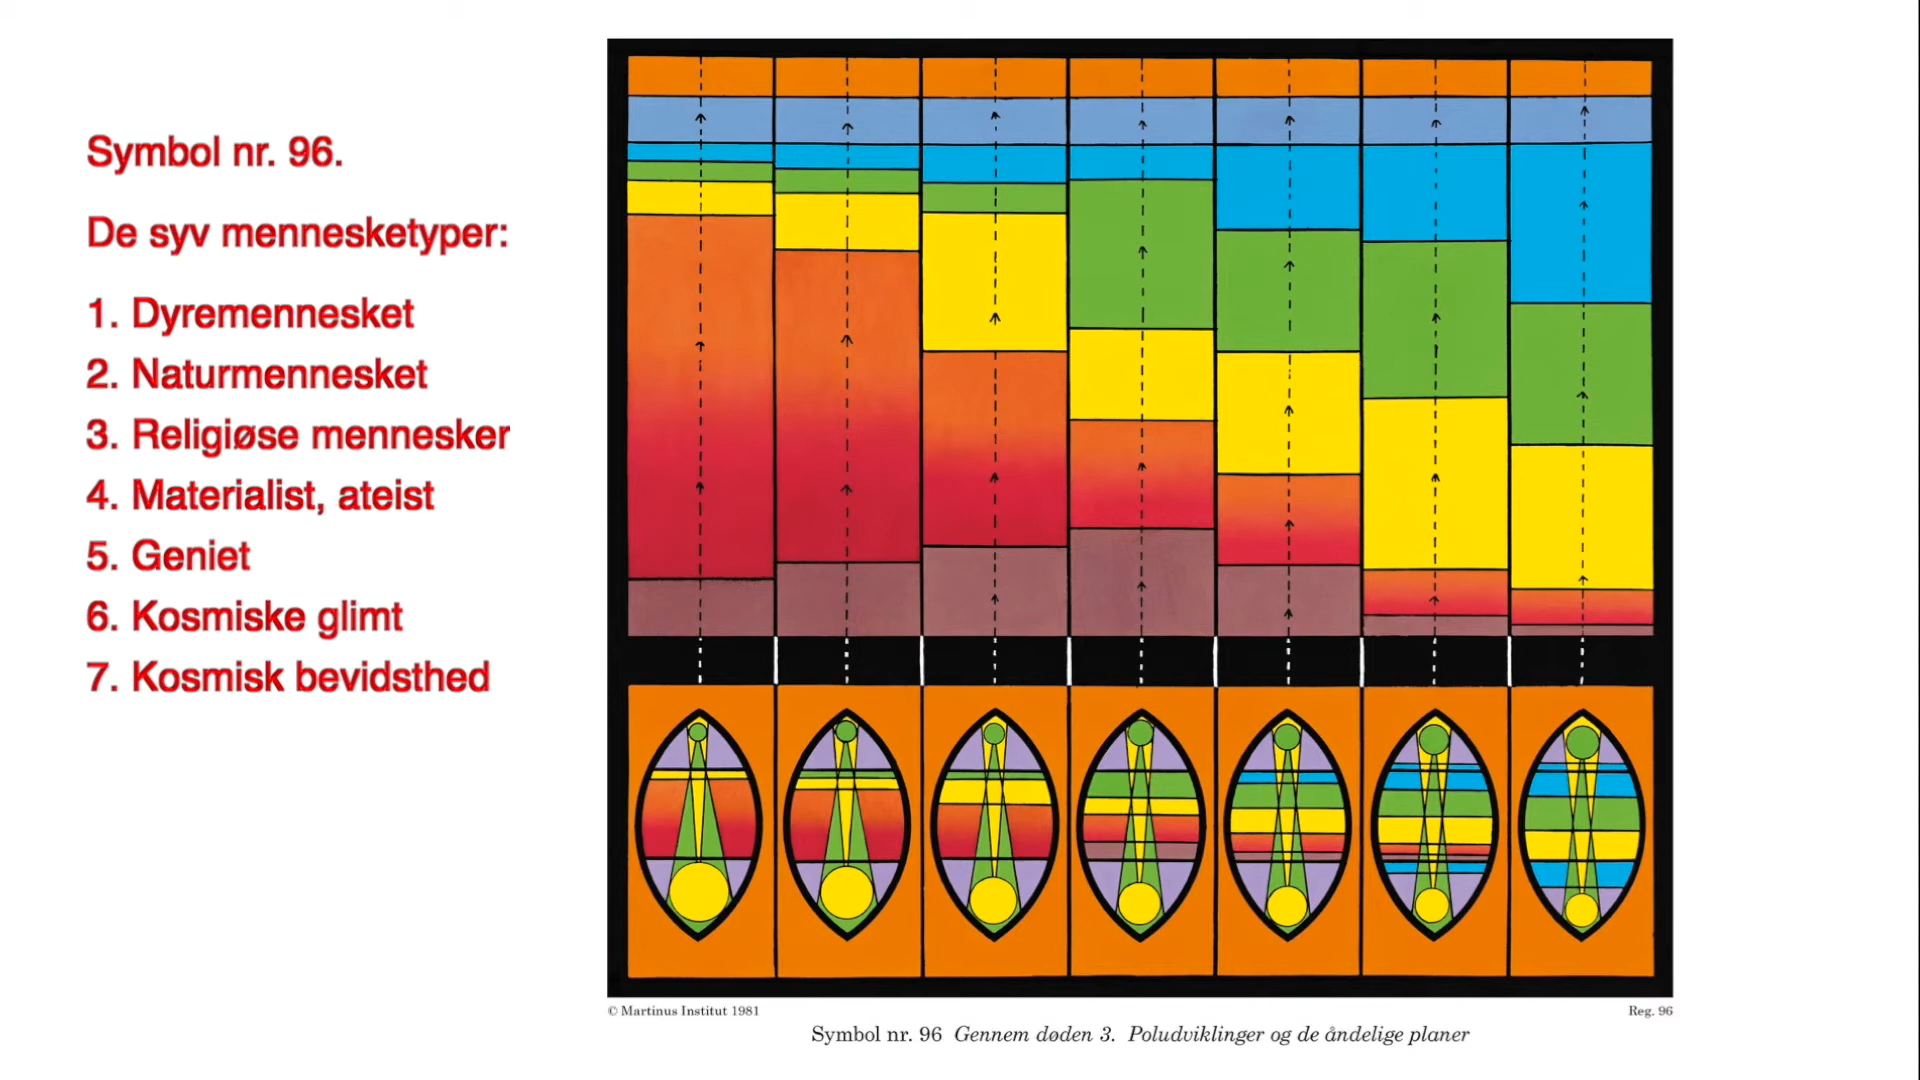 Symbol nr. 96.
De syv mennesketyper:
1. Dyremennesket
2. Naturmennesket
3. Religiøse mennesker
4. Materialist, ateist
5. Geniet
6. Kosmiske glimt
7. Kosmisk bevidsthed
© Martinus Institut 1981
Reg. 96
Symbol nr. 96 Gennem døden 3. Poludviklinger og de åndelige planer